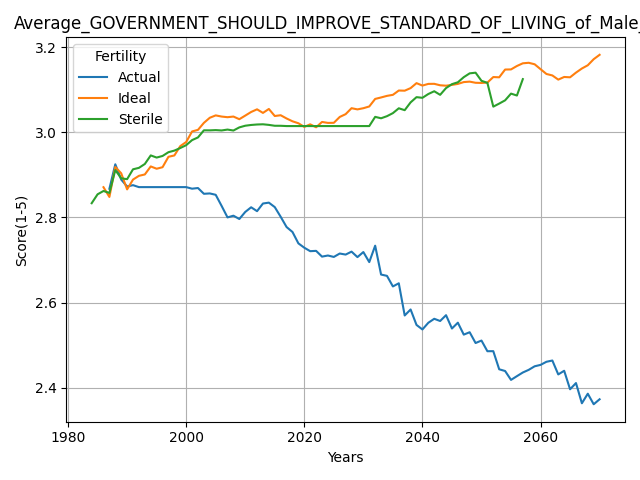 Average_GOVERNMENT_SHOULD_IMPROVE_STANDARD_OF_LIVING_of_Male_
Fertility
Actual
Ideal
Sterile
Score(1-5)
3.2
3.0
2.8
2.6
2.4
1980 2000 2020 2040 2060
Years